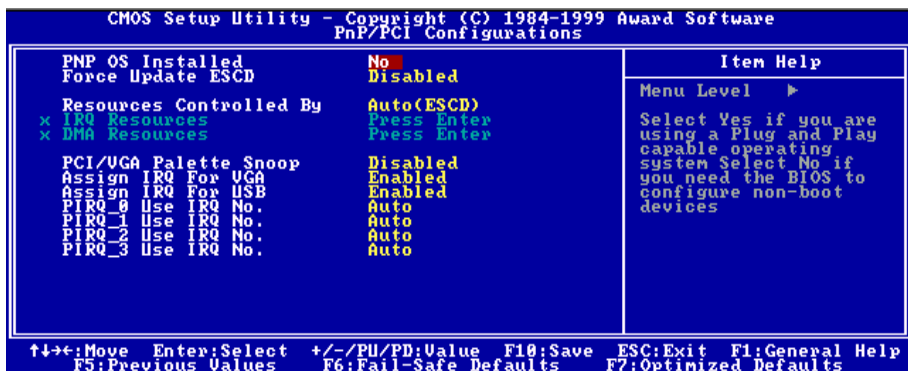 CMOS Setup Utility - Copyright (C) 1984-1999 Award Software
PnP/PCI Configurations
PNP OS Installed No
Force Update ESCD Disabled
Resources Controlled By Auto(ESCD)
x IRQ Resources Press Enter
x DMA Resources Press Enter
PCI/VGA Palette Snoop Disabled
Assign IRQ For VGA Enabled
Assign IRQ For USB Enabled
PIRQ_0 Use IRQ No. Auto
PIRQ_1 Use IRQ No. Auto
PIRQ_2 Use IRQ No. Auto
PIRQ_3 Use IRQ No. Auto
Item Help
Menu Level ►
Select Yes if you are
using a Plug and Play
capable operating
system Select No if
you need the BIOS to
configure non-boot
devices
↑↓→←:Move Enter:Select +/-/PU/PD:Value F10:Save ESC:Exit F1:General Help
F5:Previous Values F6:Fail-Safe Defaults F7:Optimized Defaults